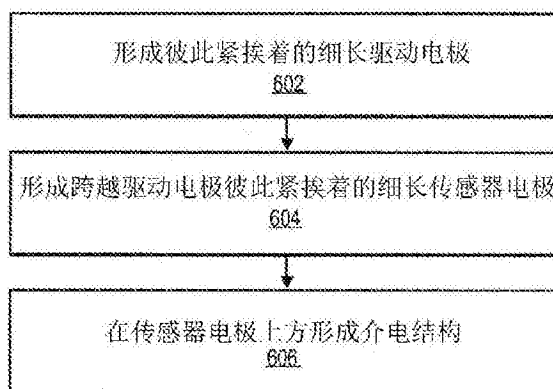 形成彼此紧挨着的细长驱动电极
602
形成跨越驱动电极彼此紧挨着的细长传感器电极
604
在传感器电极上方形成介电结构
606